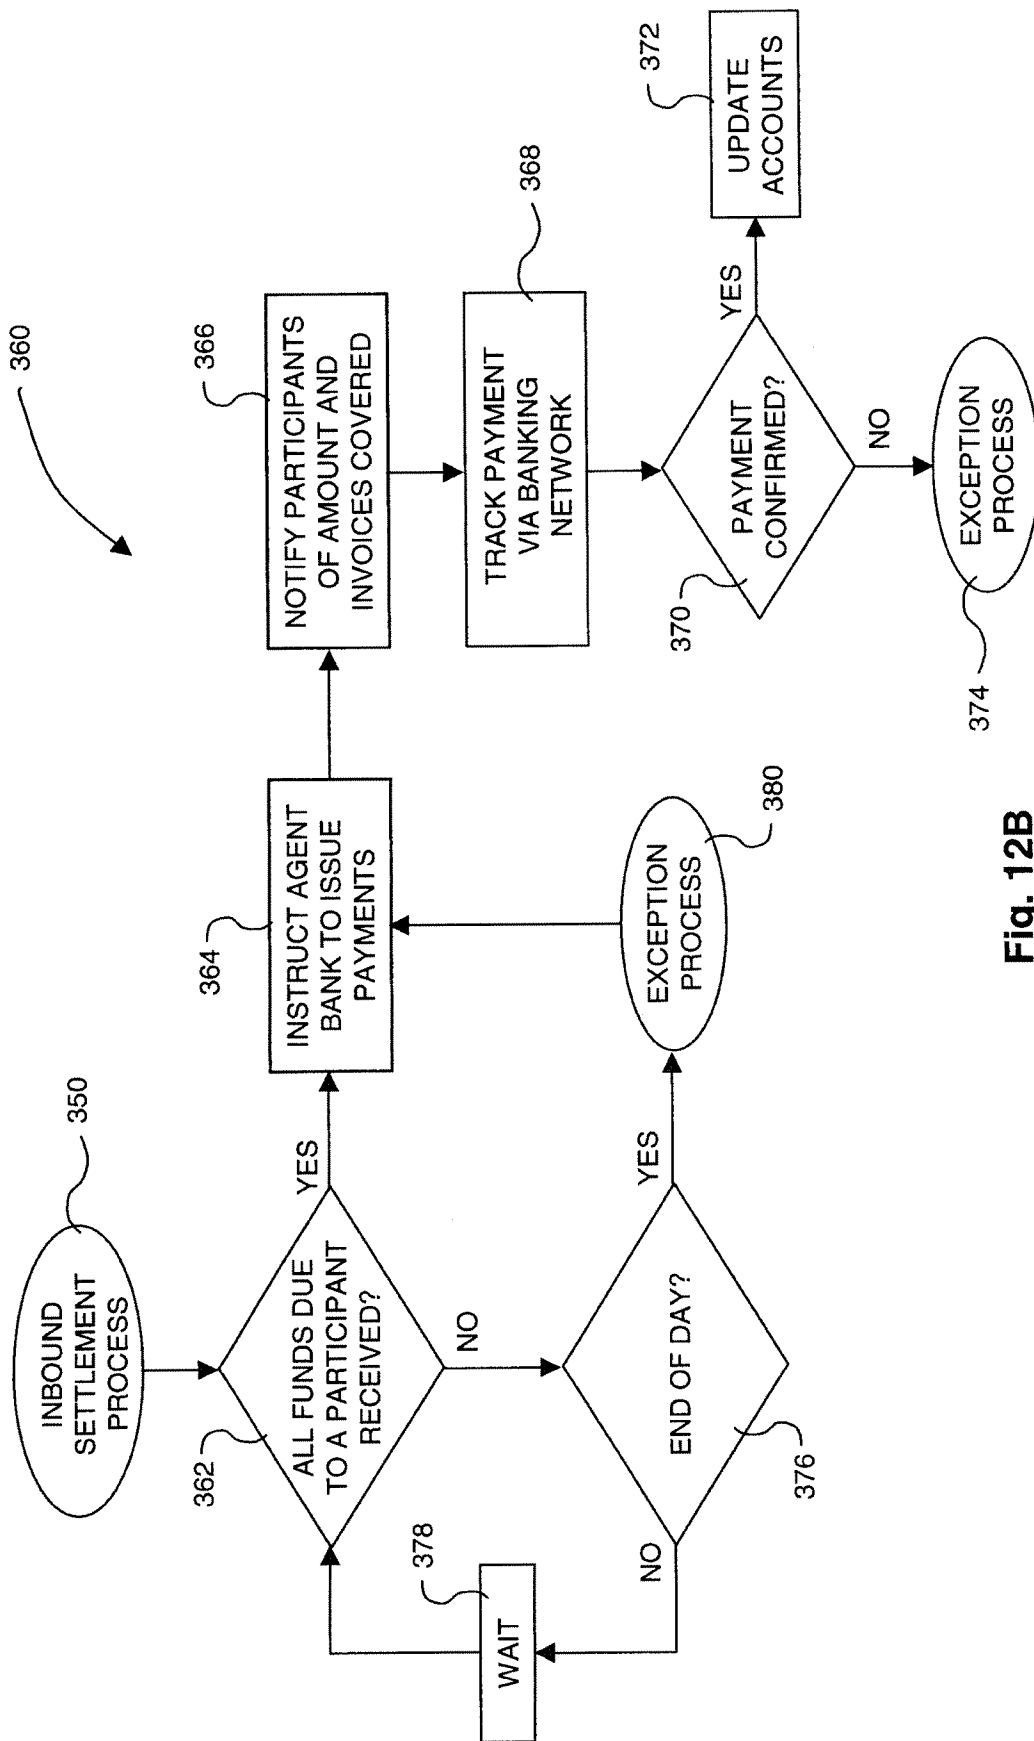 360
350
INBOUND
SETTLEMENT
PROCESS
362
ALL FUNDS DUE
TO A PARTICIPANT
RECEIVED?
YES
NO
364
INSTRUCT AGENT
BANK TO ISSUE
PAYMENTS
366
NOTIFY PARTICIPANTS
OF AMOUNT AND
INVOICES COVERED
368
TRACK PAYMENT
VIA BANKING
NETWORK
370
PAYMENT
CONFIRMED?
YES
NO
372
UPDATE
ACCOUNTS
374
EXCEPTION
PROCESS
376
END OF DAY?
YES
NO
378
WAIT
380
EXCEPTION
PROCESS
Fig. 12B